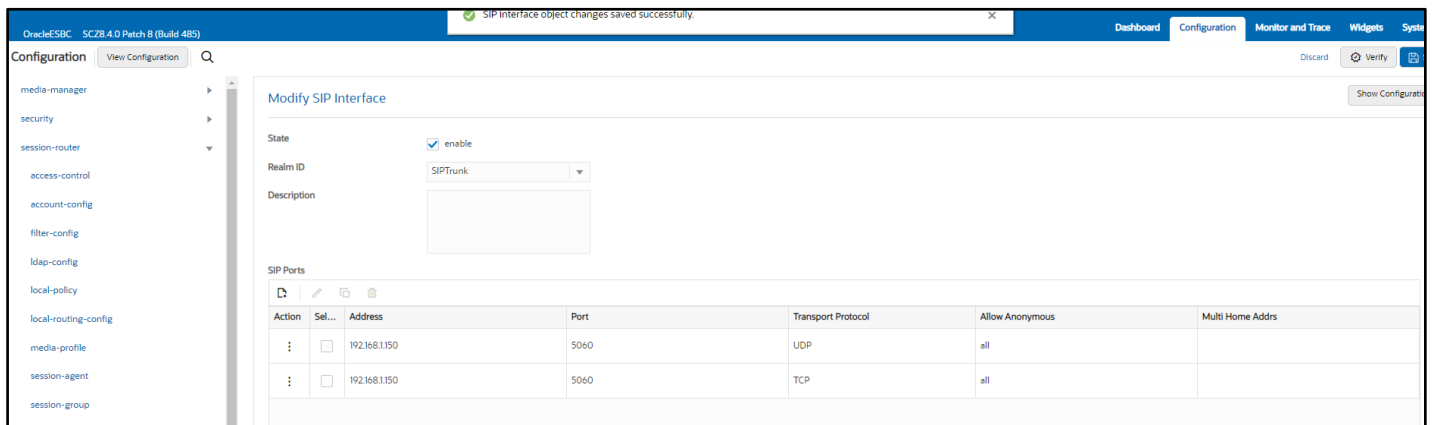 SIP Interface object changes saved successfully.
OracleESBC SCZ8.4.0 Patch 8 (Build 485)
Dashboard Configuration Monitor and Trace Widgets
Configuration View Configuration
Discard Verify
media-manager
security
session-router
access-control
account-config
filter-config
ldap-config
local-policy
local-routing-config
media-profile
session-agent
session-group
Modify SIP Interface
Show
State enable
Realm ID SIPTrunk
Description
SIP Ports
Action Sel... Address Port Transport Protocol Allow Anonymous Multi Home Addrs
192.168.1.150 5060 UDP all
192.168.1.150 5060 TCP all